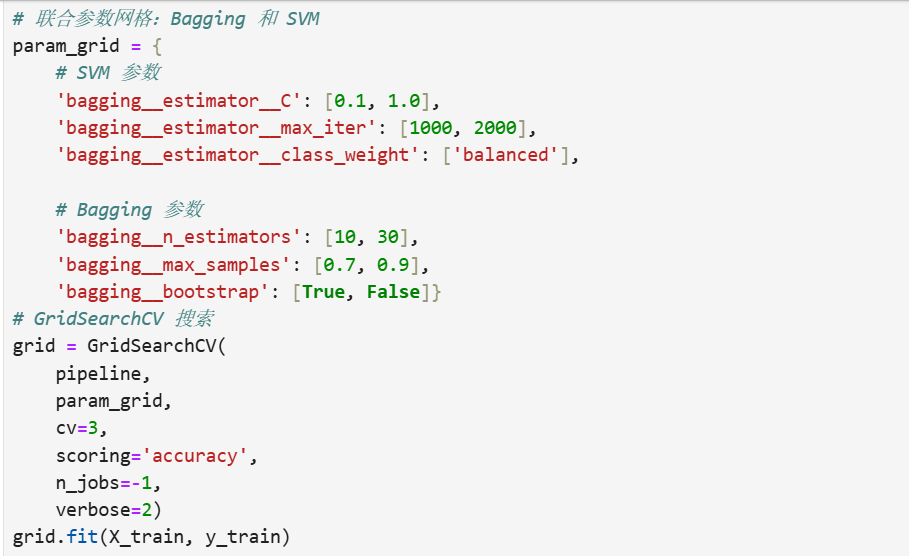 # 联合参数网格：Bagging 和 SVM
param_grid = {
    # SVM 参数
    'bagging__estimator__C': [0.1, 1.0],
    'bagging__estimator__max_iter': [1000, 2000],
    'bagging__estimator__class_weight': ['balanced'],

    # Bagging 参数
    'bagging__n_estimators': [10, 30],
    'bagging__max_samples': [0.7, 0.9],
    'bagging__bootstrap': [True, False]}
# GridSearchCV 搜索
grid = GridSearchCV(
    pipeline,
    param_grid,
    cv=3,
    scoring='accuracy',
    n_jobs=-1,
    verbose=2)
grid.fit(X_train, y_train)